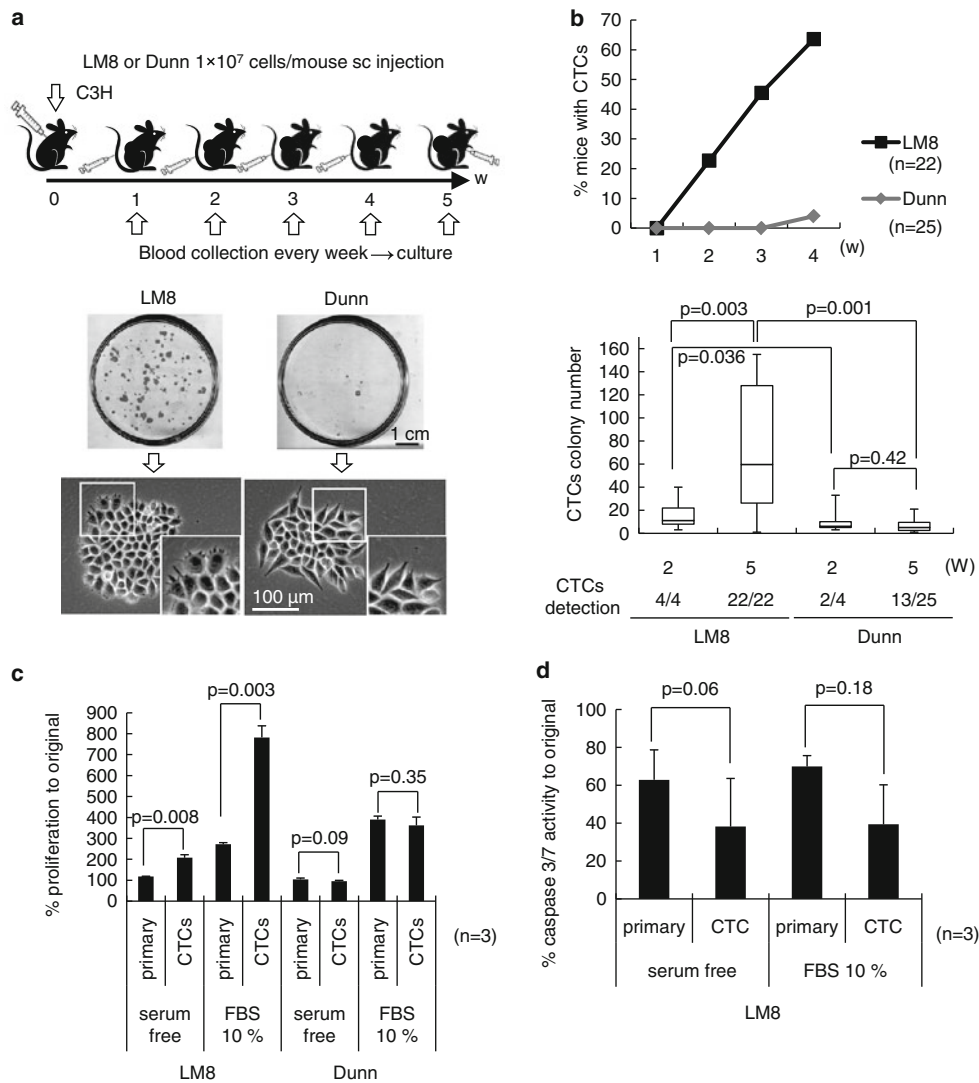 a
LM8 or Dunn 1×10⁷ cells/mouse sc injection
C3H
w
0 1 2 3 4 5
Blood collection every week → culture
LM8 Dunn
1 cm
100 μm
b
% mice with CTCs
70
60
50
40
30
20
10
0
1 2 3 4 (w)
LM8
(n=22)
Dunn
(n=25)
p=0.003
p=0.001
p=0.036
p=0.42
CTCs colony number
160
140
120
100
80
60
40
20
0
2 5 2 5 (W)
CTCs
detection
4/4 22/22 2/4 13/25
LM8 Dunn
c
% proliferation to original
900
800
700
600
500
400
300
200
100
0
p=0.008
p=0.003
p=0.09
p=0.35
primary CTCs primary CTCs primary CTCs primary CTCs
(n=3)
serum
free
FBS
10 %
serum
free
FBS
10 %
LM8 Dunn
d
% caspase 3/7 activity to original
100
80
60
40
20
0
p=0.06
p=0.18
primary CTC primary CTC
(n=3)
serum free FBS 10 %
LM8